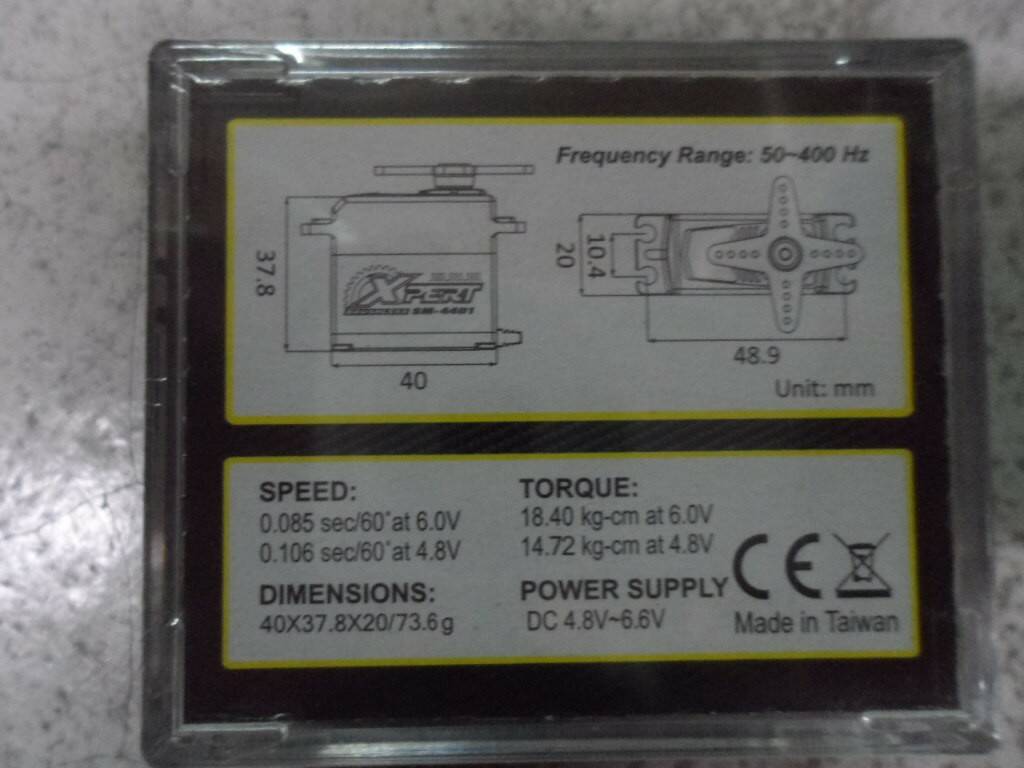 Frequency Range: 50~400 Hz
37.8
XPERT
SM-4401
40
10.4
20
48.9
Unit: mm
SPEED:
0.085 sec/60˚at 6.0V
0.106 sec/60˚at 4.8V
DIMENSIONS:
40X37.8X20/73.6g
TORQUE:
18.40 kg-cm at 6.0V
14.72 kg-cm at 4.8V
POWER SUPPLY
DC 4.8V~6.6V
CE
Made in Taiwan